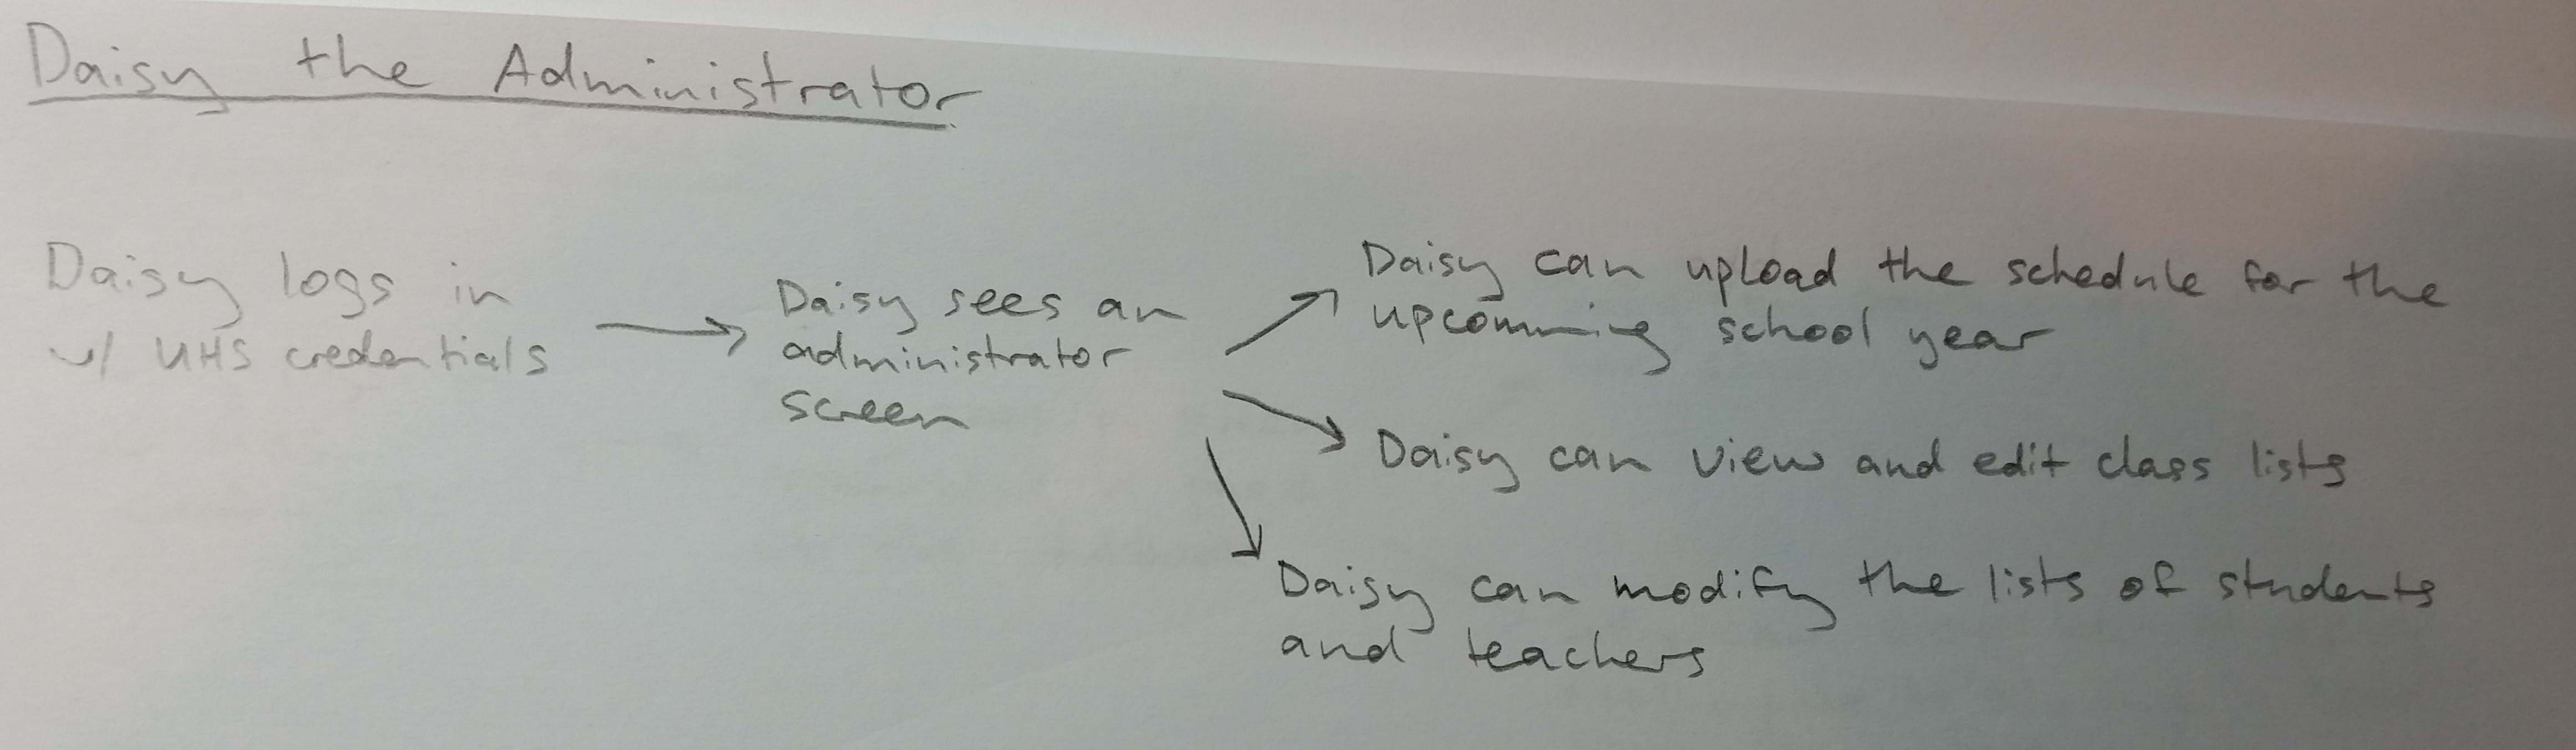 Daisy the Administrator
Daisy logs in
w/ UHS credentials
Daisy sees an
administrator
screen
Daisy can upload the schedule for the
upcomming school year
Daisy can view and edit class lists
Daisy can modify the lists of students
and teachers